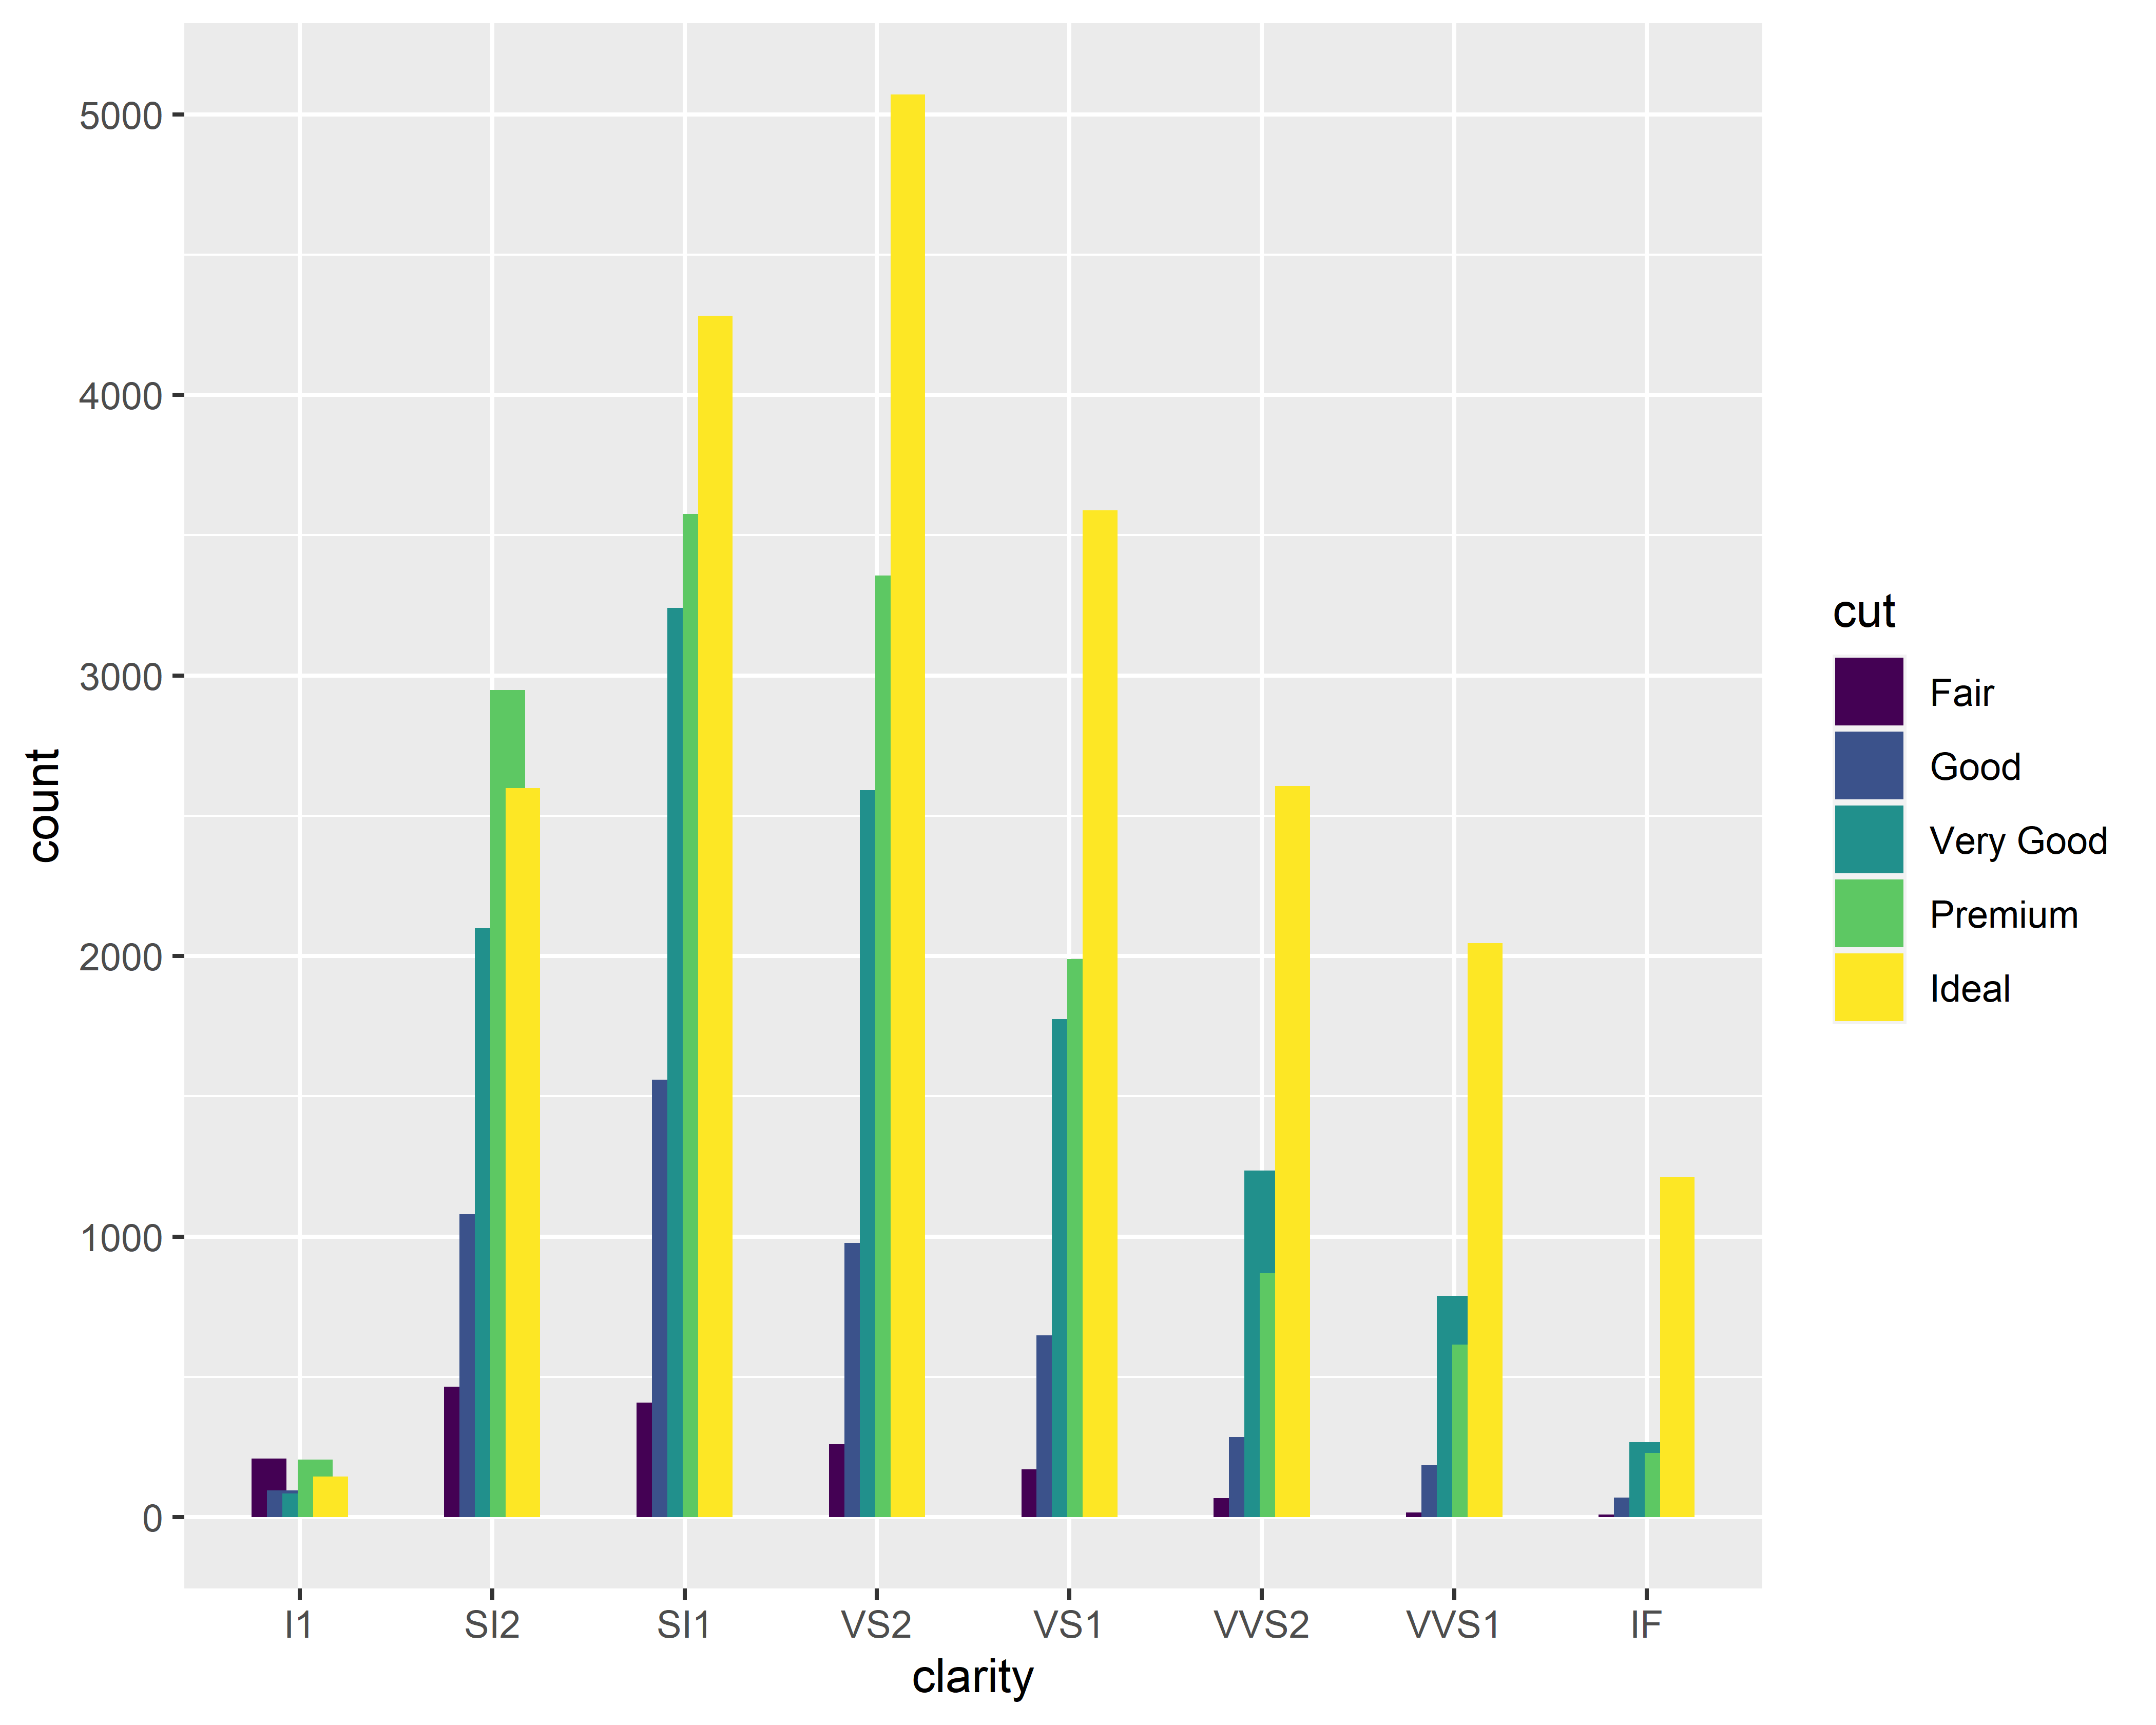 5000
4000
3000
2000
1000
0
count
I1 SI2 SI1 VS2 VS1 VVS2 VVS1 IF
clarity
cut
Fair
Good
Very Good
Premium
Ideal